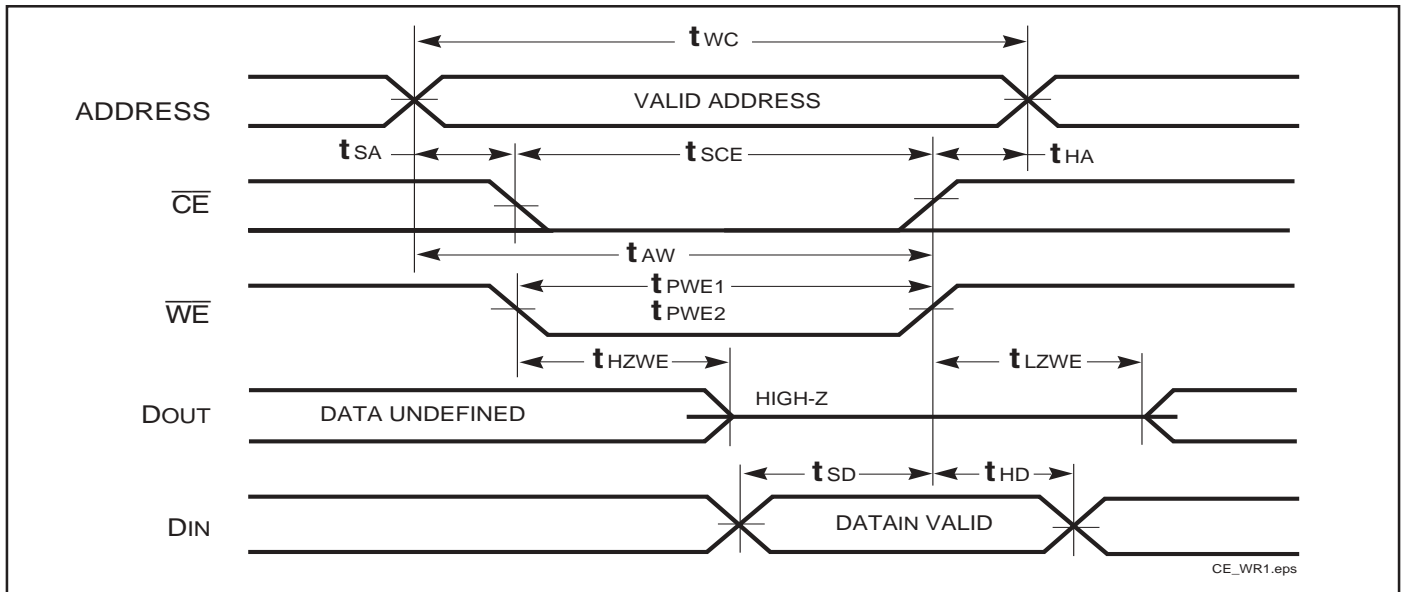 tWC
ADDRESS
VALID ADDRESS
tSA
tSCE
tHA
CE
tAW
WE
tPWE1
tPWE2
tHZWE
tLZWE
DOUT
DATA UNDEFINED
HIGH-Z
tSD
tHD
DIN
DATAIN VALID
CE_WR1.eps